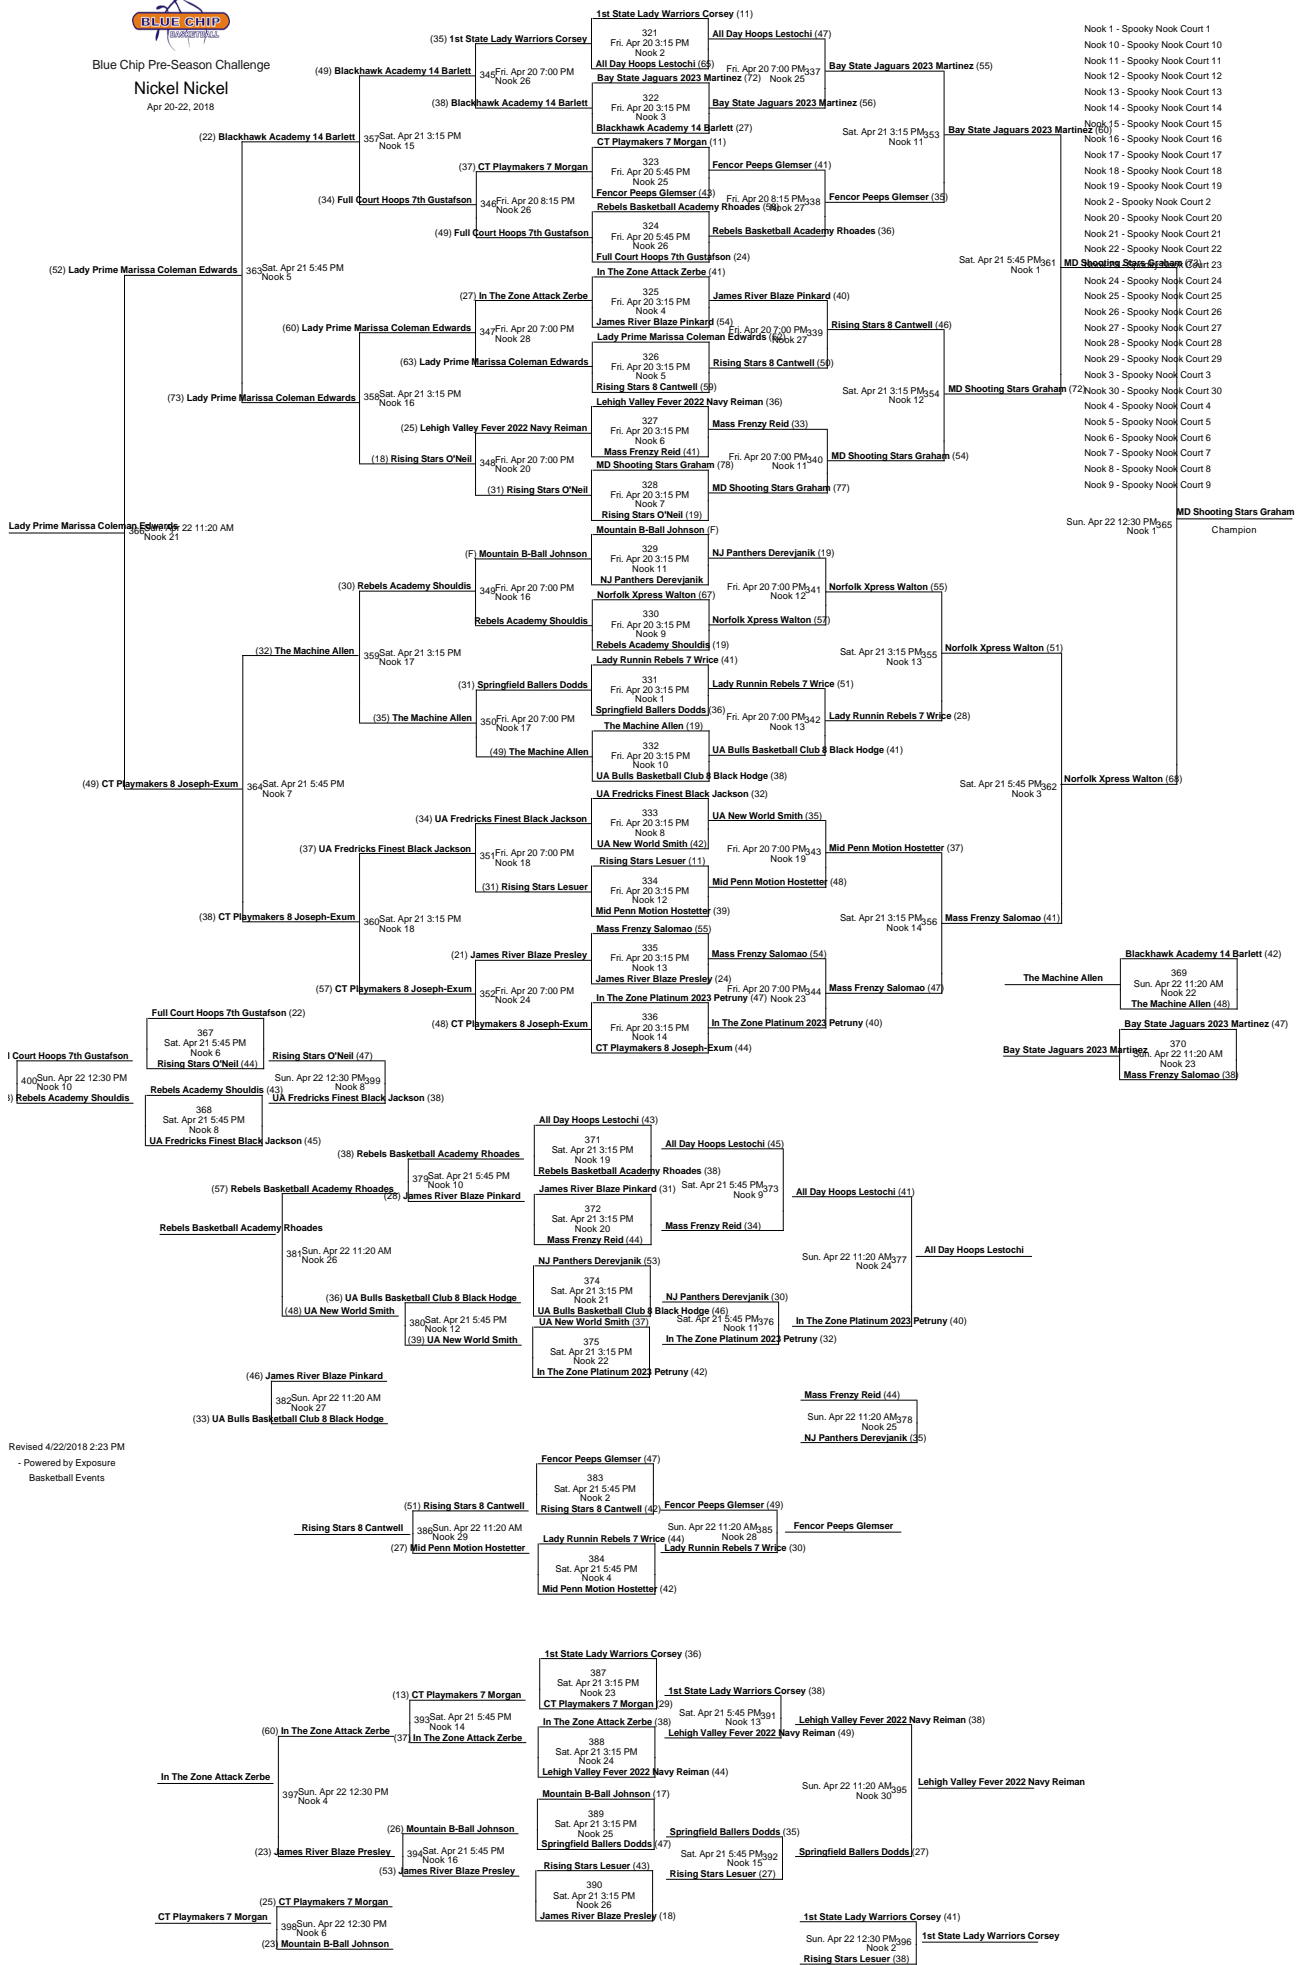 BLUE CHIP
BASKETBALL
Blue Chip Pre-Season Challenge
Nickel Nickel
Apr 20-22, 2018
Nook 1 - Spooky Nook Court 1
Nook 10 - Spooky Nook Court 10
Nook 11 - Spooky Nook Court 11
Nook 12 - Spooky Nook Court 12
Nook 13 - Spooky Nook Court 13
Nook 14 - Spooky Nook Court 14
Nook 15 - Spooky Nook Court 15
Nook 16 - Spooky Nook Court 16
Nook 17 - Spooky Nook Court 17
Nook 18 - Spooky Nook Court 18
Nook 19 - Spooky Nook Court 19
Nook 2 - Spooky Nook Court 2
Nook 20 - Spooky Nook Court 20
Nook 21 - Spooky Nook Court 21
Nook 22 - Spooky Nook Court 22
Nook 23 - Spooky Nook Court 23
Nook 24 - Spooky Nook Court 24
Nook 25 - Spooky Nook Court 25
Nook 26 - Spooky Nook Court 26
Nook 27 - Spooky Nook Court 27
Nook 28 - Spooky Nook Court 28
Nook 29 - Spooky Nook Court 29
Nook 3 - Spooky Nook Court 3
Nook 30 - Spooky Nook Court 30
Nook 4 - Spooky Nook Court 4
Nook 5 - Spooky Nook Court 5
Nook 6 - Spooky Nook Court 6
Nook 7 - Spooky Nook Court 7
Nook 8 - Spooky Nook Court 8
Nook 9 - Spooky Nook Court 9
1st State Lady Warriors Corsey (11)
321
Fri. Apr 20 3:15 PM
Nook 2
All Day Hoops Lestochi (65)
Bay State Jaguars 2023 Martinez (72)
322
Fri. Apr 20 3:15 PM
Nook 3
Blackhawk Academy 14 Barlett (27)
CT Playmakers 7 Morgan (11)
323
Fri. Apr 20 5:45 PM
Nook 25
Fencor Peeps Glemser (43)
Rebels Basketball Academy Rhoades
324
Fri. Apr 20 5:45 PM
Nook 26
Full Court Hoops 7th Gustafson (24)
In The Zone Attack Zerbe (41)
325
Fri. Apr 20 3:15 PM
Nook 4
James River Blaze Pinkard (54)
Lady Prime Marissa Coleman Edwards
326
Fri. Apr 20 3:15 PM
Nook 5
Rising Stars 8 Cantwell (59)
Lehigh Valley Fever 2022 Navy Reiman (36)
327
Fri. Apr 20 3:15 PM
Nook 6
Mass Frenzy Reid (41)
MD Shooting Stars Graham (78)
328
Fri. Apr 20 3:15 PM
Nook 7
Rising Stars O'Neil (19)
Mountain B-Ball Johnson (F)
329
Fri. Apr 20 3:15 PM
Nook 11
NJ Panthers Derevjanik
Norfolk Xpress Walton (67)
330
Fri. Apr 20 3:15 PM
Nook 9
Rebels Academy Shouldis (19)
Lady Runnin Rebels 7 Wrice (41)
331
Fri. Apr 20 3:15 PM
Nook 1
Springfield Ballers Dodds (36)
The Machine Allen (19)
332
Fri. Apr 20 3:15 PM
Nook 10
UA Bulls Basketball Club 8 Black Hodge (38)
UA Fredricks Finest Black Jackson (32)
333
Fri. Apr 20 3:15 PM
Nook 8
UA New World Smith (42)
Rising Stars Lesuer (11)
334
Fri. Apr 20 3:15 PM
Nook 12
Mid Penn Motion Hostetter (39)
Mass Frenzy Salomao (55)
335
Fri. Apr 20 3:15 PM
Nook 13
James River Blaze Presley (24)
In The Zone Platinum 2023 Petruny (47)
336
Fri. Apr 20 3:15 PM
Nook 14
CT Playmakers 8 Joseph-Exum (44)
All Day Hoops Lestochi (47)
Fri. Apr 20 7:00 PM 337
Nook 25
Bay State Jaguars 2023 Martinez (56)
Fencor Peeps Glemser (41)
Fri. Apr 20 8:15 PM 338
Nook 27
Rebels Basketball Academy Rhoades (36)
James River Blaze Pinkard (40)
Fri. Apr 20 7:00 PM 339
Nook 27
Rising Stars 8 Cantwell (50)
Mass Frenzy Reid (33)
Fri. Apr 20 7:00 PM 340
Nook 11
MD Shooting Stars Graham (77)
NJ Panthers Derevjanik (19)
Fri. Apr 20 7:00 PM 341
Nook 12
Norfolk Xpress Walton (57)
Lady Runnin Rebels 7 Wrice (51)
Fri. Apr 20 7:00 PM 342
Nook 13
UA Bulls Basketball Club 8 Black Hodge (41)
UA New World Smith (35)
Fri. Apr 20 7:00 PM 343
Nook 19
Mid Penn Motion Hostetter (48)
Mass Frenzy Salomao (54)
Fri. Apr 20 7:00 PM 344
Nook 23
In The Zone Platinum 2023 Petruny (40)
Bay State Jaguars 2023 Martinez (55)
Sat. Apr 21 3:15 PM 353
Nook 11
Fencor Peeps Glemser (35)
Rising Stars 8 Cantwell (46)
Sat. Apr 21 3:15 PM 354
Nook 12
MD Shooting Stars Graham (54)
Norfolk Xpress Walton (55)
Sat. Apr 21 3:15 PM 355
Nook 13
Lady Runnin Rebels 7 Wrice (28)
Mid Penn Motion Hostetter (37)
Sat. Apr 21 3:15 PM 356
Nook 14
Mass Frenzy Salomao (47)
Bay State Jaguars 2023 Martinez (60)
Sat. Apr 21 5:45 PM 361
Nook 1
MD Shooting Stars Graham (72)
Norfolk Xpress Walton (51)
Sat. Apr 21 5:45 PM 362
Nook 3
Mass Frenzy Salomao (41)
MD Shooting Stars Graham (73)
Sun. Apr 22 12:30 PM 365
Nook 1
Norfolk Xpress Walton (68)
MD Shooting Stars Graham
Champion
(35) 1st State Lady Warriors Corsey
345 Fri. Apr 20 7:00 PM
Nook 26
(38) Blackhawk Academy 14 Barlett
(37) CT Playmakers 7 Morgan
346 Fri. Apr 20 8:15 PM
Nook 26
(49) Full Court Hoops 7th Gustafson
(27) In The Zone Attack Zerbe
347 Fri. Apr 20 7:00 PM
Nook 28
(63) Lady Prime Marissa Coleman Edwards
(25) Lehigh Valley Fever 2022 Navy Reiman
348 Fri. Apr 20 7:00 PM
Nook 20
(31) Rising Stars O'Neil
(F) Mountain B-Ball Johnson
349 Fri. Apr 20 7:00 PM
Nook 16
Rebels Academy Shouldis
(31) Springfield Ballers Dodds
350 Fri. Apr 20 7:00 PM
Nook 17
(49) The Machine Allen
(34) UA Fredricks Finest Black Jackson
351 Fri. Apr 20 7:00 PM
Nook 18
(31) Rising Stars Lesuer
(21) James River Blaze Presley
352 Fri. Apr 20 7:00 PM
Nook 24
(48) CT Playmakers 8 Joseph-Exum
(49) Blackhawk Academy 14 Barlett
357 Sat. Apr 21 3:15 PM
Nook 15
(34) Full Court Hoops 7th Gustafson
(60) Lady Prime Marissa Coleman Edwards
358 Sat. Apr 21 3:15 PM
Nook 16
(18) Rising Stars O'Neil
(30) Rebels Academy Shouldis
359 Sat. Apr 21 3:15 PM
Nook 17
(35) The Machine Allen
(37) UA Fredricks Finest Black Jackson
360 Sat. Apr 21 3:15 PM
Nook 18
(57) CT Playmakers 8 Joseph-Exum
(22) Blackhawk Academy 14 Barlett
363 Sat. Apr 21 5:45 PM
Nook 5
(73) Lady Prime Marissa Coleman Edwards
(32) The Machine Allen
364 Sat. Apr 21 5:45 PM
Nook 7
(38) CT Playmakers 8 Joseph-Exum
(52) Lady Prime Marissa Coleman Edwards
366 Sun. Apr 22 11:20 AM
Nook 21
(49) CT Playmakers 8 Joseph-Exum
Lady Prime Marissa Coleman Edwards
Blackhawk Academy 14 Barlett (42)
369
Sun. Apr 22 11:20 AM
Nook 22
The Machine Allen (48)
The Machine Allen
Bay State Jaguars 2023 Martinez (47)
370
Sun. Apr 22 11:20 AM
Nook 23
Mass Frenzy Salomao (38)
Bay State Jaguars 2023 Martinez
Full Court Hoops 7th Gustafson (22)
367
Sat. Apr 21 5:45 PM
Nook 6
Rising Stars O'Neil (44)
Rebels Academy Shouldis (43)
368
Sat. Apr 21 5:45 PM
Nook 8
UA Fredricks Finest Black Jackson (45)
Rising Stars O'Neil (47)
Sun. Apr 22 12:30 PM 399
Nook 8
UA Fredricks Finest Black Jackson (38)
Court Hoops 7th Gustafson
400 Sun. Apr 22 12:30 PM
Nook 10
Rebels Academy Shouldis
All Day Hoops Lestochi (43)
371
Sat. Apr 21 3:15 PM
Nook 19
Rebels Basketball Academy Rhoades (38)
James River Blaze Pinkard (31)
372
Sat. Apr 21 3:15 PM
Nook 20
Mass Frenzy Reid (44)
All Day Hoops Lestochi (45)
Sat. Apr 21 5:45 PM 373
Nook 9
Mass Frenzy Reid (34)
NJ Panthers Derevjanik (53)
374
Sat. Apr 21 3:15 PM
Nook 21
UA Bulls Basketball Club 8 Black Hodge (46)
UA New World Smith (37)
375
Sat. Apr 21 3:15 PM
Nook 22
In The Zone Platinum 2023 Petruny (42)
NJ Panthers Derevjanik (30)
Sat. Apr 21 5:45 PM 376
Nook 11
In The Zone Platinum 2023 Petruny (32)
All Day Hoops Lestochi (41)
Sun. Apr 22 11:20 AM 377
Nook 24
In The Zone Platinum 2023 Petruny (40)
All Day Hoops Lestochi
Mass Frenzy Reid (44)
Sun. Apr 22 11:20 AM 378
Nook 25
NJ Panthers Derevjanik (35)
(38) Rebels Basketball Academy Rhoades
379 Sat. Apr 21 5:45 PM
Nook 10
(28) James River Blaze Pinkard
(36) UA Bulls Basketball Club 8 Black Hodge
380 Sat. Apr 21 5:45 PM
Nook 12
(39) UA New World Smith
(57) Rebels Basketball Academy Rhoades
381 Sun. Apr 22 11:20 AM
Nook 26
(48) UA New World Smith
Rebels Basketball Academy Rhoades
(46) James River Blaze Pinkard
382 Sun. Apr 22 11:20 AM
Nook 27
(33) UA Bulls Basketball Club 8 Black Hodge
Revised 4/22/2018 2:23 PM
- Powered by Exposure
Basketball Events
Fencor Peeps Glemser (47)
383
Sat. Apr 21 5:45 PM
Nook 2
Rising Stars 8 Cantwell (42)
Lady Runnin Rebels 7 Wrice (44)
384
Sat. Apr 21 5:45 PM
Nook 4
Mid Penn Motion Hostetter (42)
Fencor Peeps Glemser (49)
Sun. Apr 22 11:20 AM 385
Nook 28
Lady Runnin Rebels 7 Wrice (30)
Fencor Peeps Glemser
(51) Rising Stars 8 Cantwell
386 Sun. Apr 22 11:20 AM
Nook 29
(27) Mid Penn Motion Hostetter
Rising Stars 8 Cantwell
1st State Lady Warriors Corsey (36)
387
Sat. Apr 21 3:15 PM
Nook 23
CT Playmakers 7 Morgan (29)
In The Zone Attack Zerbe (38)
388
Sat. Apr 21 3:15 PM
Nook 24
Lehigh Valley Fever 2022 Navy Reiman (44)
Mountain B-Ball Johnson (17)
389
Sat. Apr 21 3:15 PM
Nook 25
Springfield Ballers Dodds (47)
Rising Stars Lesuer (43)
390
Sat. Apr 21 3:15 PM
Nook 26
James River Blaze Presley (18)
1st State Lady Warriors Corsey (38)
Sat. Apr 21 5:45 PM 391
Nook 13
Lehigh Valley Fever 2022 Navy Reiman (49)
Springfield Ballers Dodds (35)
Sat. Apr 21 5:45 PM 392
Nook 15
Rising Stars Lesuer (27)
Lehigh Valley Fever 2022 Navy Reiman (38)
Sun. Apr 22 11:20 AM 395
Nook 30
Springfield Ballers Dodds (27)
Lehigh Valley Fever 2022 Navy Reiman
1st State Lady Warriors Corsey (41)
Sun. Apr 22 12:30 PM 396
Nook 2
Rising Stars Lesuer (38)
1st State Lady Warriors Corsey
(13) CT Playmakers 7 Morgan
393 Sat. Apr 21 5:45 PM
Nook 14
(37) In The Zone Attack Zerbe
(26) Mountain B-Ball Johnson
394 Sat. Apr 21 5:45 PM
Nook 16
(53) James River Blaze Presley
(60) In The Zone Attack Zerbe
397 Sun. Apr 22 12:30 PM
Nook 4
(23) James River Blaze Presley
In The Zone Attack Zerbe
(25) CT Playmakers 7 Morgan
398 Sun. Apr 22 12:30 PM
Nook 6
(23) Mountain B-Ball Johnson
CT Playmakers 7 Morgan